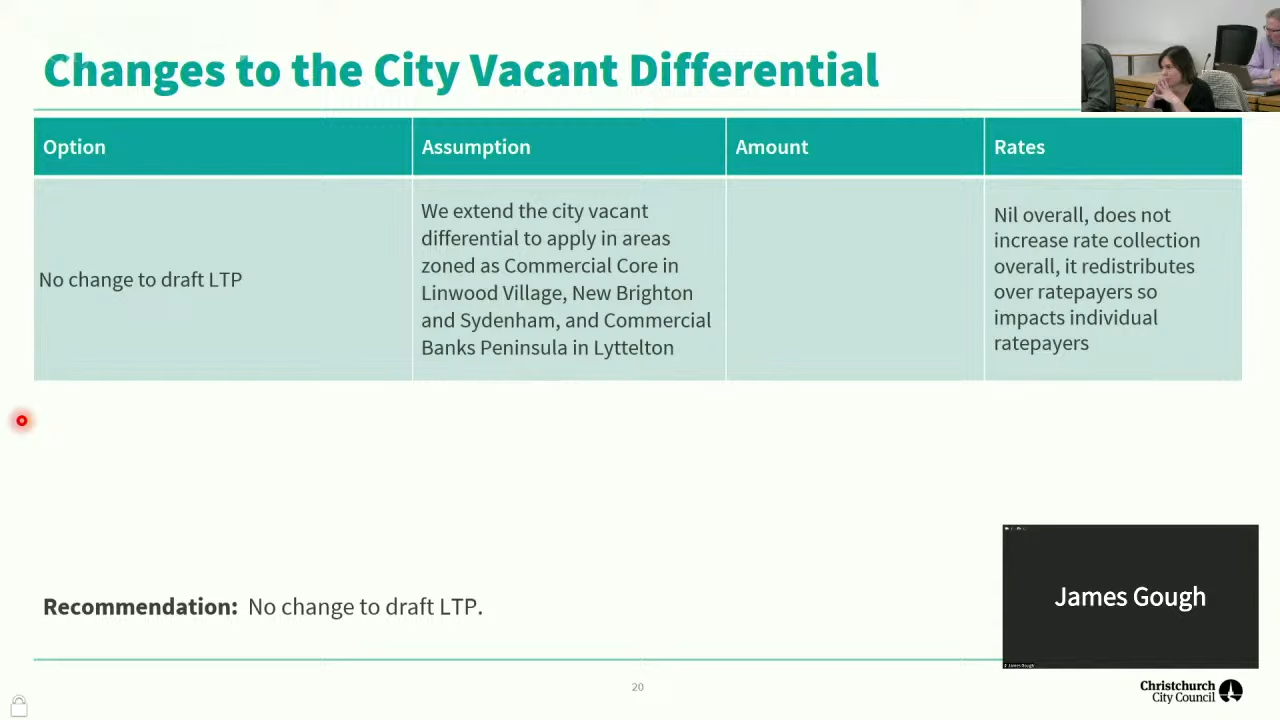 Changes to the City Vacant Differential
Option
Assumption
Amount
Rates
No change to draft LTP
We extend the city vacant
differential to apply in areas
zoned as Commercial Core in
Linwood Village, New Brighton
and Sydenham, and Commercial
Banks Peninsula in Lyttelton
Nil overall, does not
increase rate collection
overall, it redistributes
over ratepayers so
impacts individual
ratepayers
Recommendation: No change to draft LTP.
James Gough
James Gough
20
Christchurch
City Council